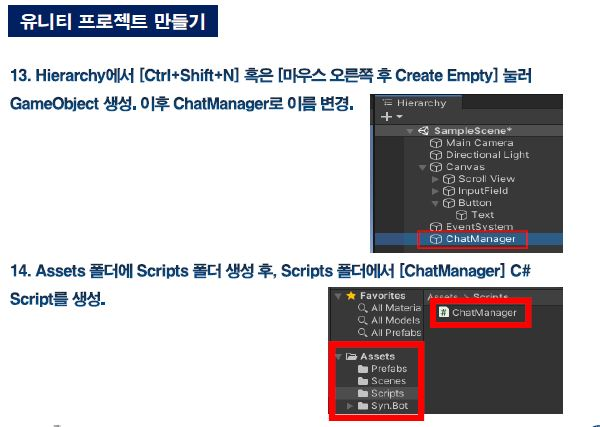 유니티 프로젝트 만들기
13. Hierarchy에서 [Ctrl+Shift+N] 혹은 [마우스 오른쪽 후 Create Empty] 눌러
GameObject 생성. 이후 ChatManager로 이름 변경.
Hierarchy
SampleScene*
Main Camera
Directional Light
Canvas
Scroll View
InputField
Button
Text
EventSystem
ChatManager
14. Assets 폴더에 Scripts 폴더 생성 후, Scripts 폴더에서 [ChatManager] C#
Script를 생성.
Favorites
All Materia
All Models
All Prefabs
Assets
Prefabs
Scenes
Scripts
Syn.Bot
Assets > Scripts
ChatManager